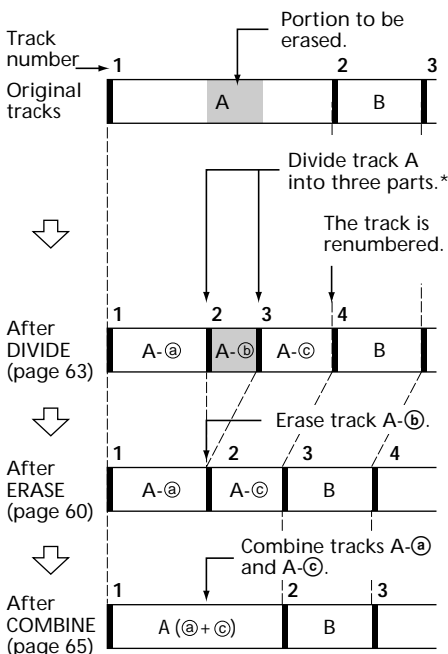 Portion to be
erased.
Track
number
1 2 3
Original
tracks
A B
Divide track A
into three parts.*
The track is
renumbered.
1 2 3 4
After
DIVIDE
(page 63)
A-ⓐ A-ⓑ A-ⓒ B
Erase track A-ⓑ.
1 2 3 4
After
ERASE
(page 60)
A-ⓐ A-ⓒ B
Combine tracks A-ⓐ
and A-ⓒ.
1 2 3
After
COMBINE
(page 65)
A (ⓐ + ⓒ) B